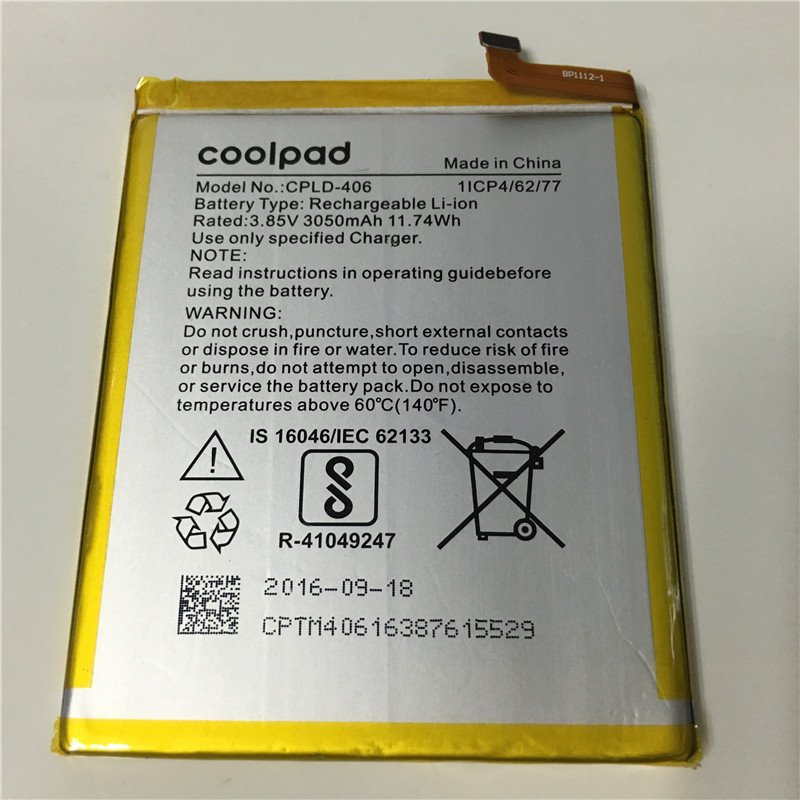 BP1112-1
coolpad
Made in China
Model No.:CPLD-406 1ICP4/62/77
Battery Type: Rechargeable Li-ion
Rated:3.85V 3050mAh 11.74Wh
Use only specified Charger.
NOTE:
Read instructions in operating guidebefore
using the battery.
WARNING:
Do not crush,puncture,short external contacts
or dispose in fire or water.To reduce risk of fire
or burns,do not attempt to open,disassemble,
or service the battery pack.Do not expose to
temperatures above 60℃(140℉).
IS 16046/IEC 62133
R-41049247
2016-09-18
CPTM40616387615529